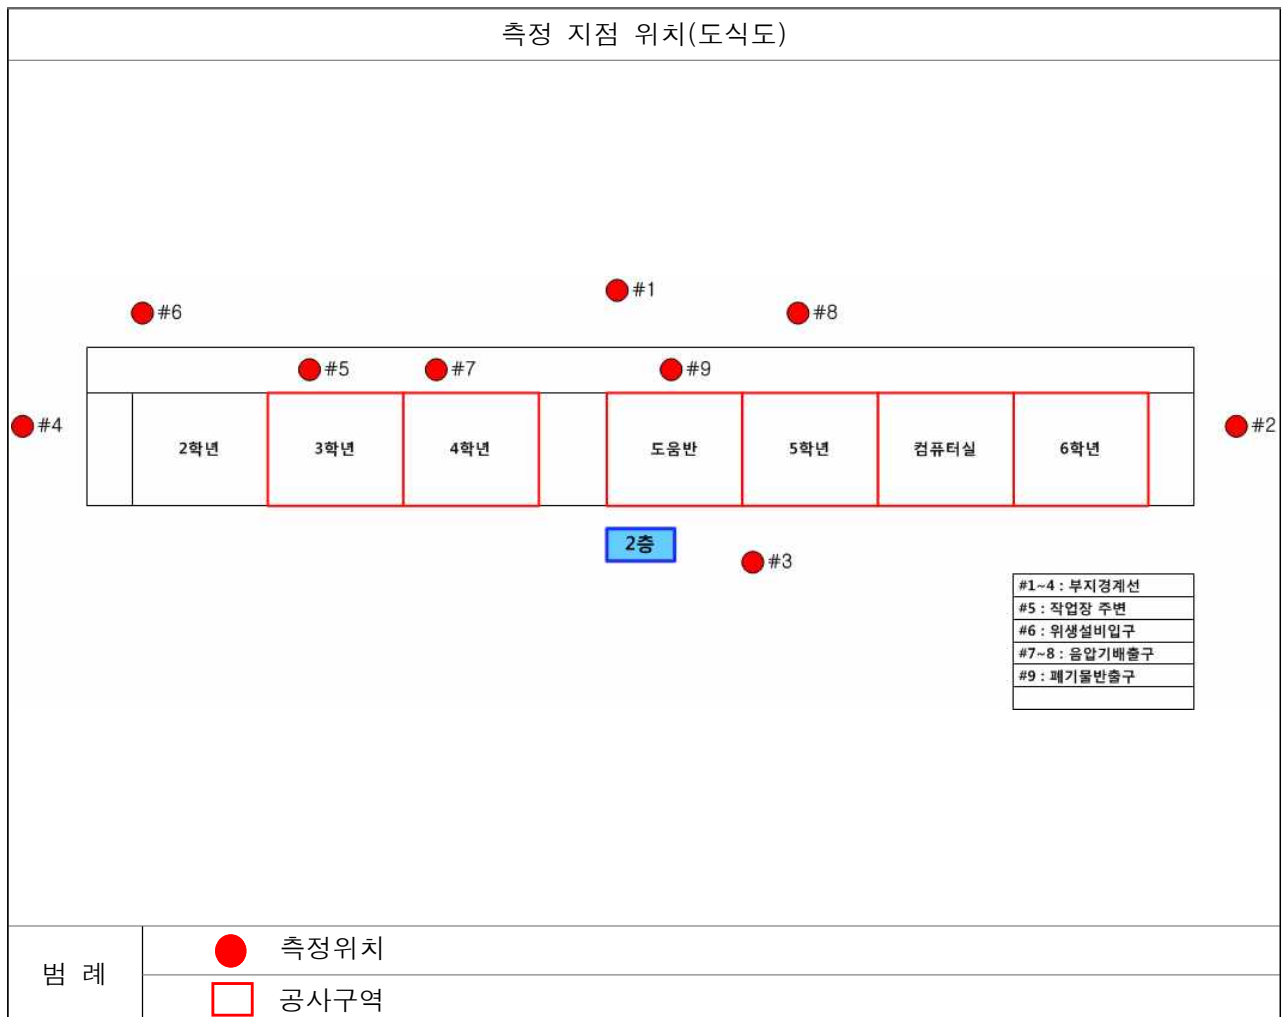 측정 지점 위치(도식도)
#1
#6
#8
#5
#7
#9
#4
#2
2학년
3학년
4학년
도움반
5학년
컴퓨터실
6학년
2층
#3
#1~4 : 부지경계선
#5 : 작업장 주변
#6 : 위생설비입구
#7~8 : 음압기배출구
#9 : 폐기물반출구
범 례
측정위치
공사구역